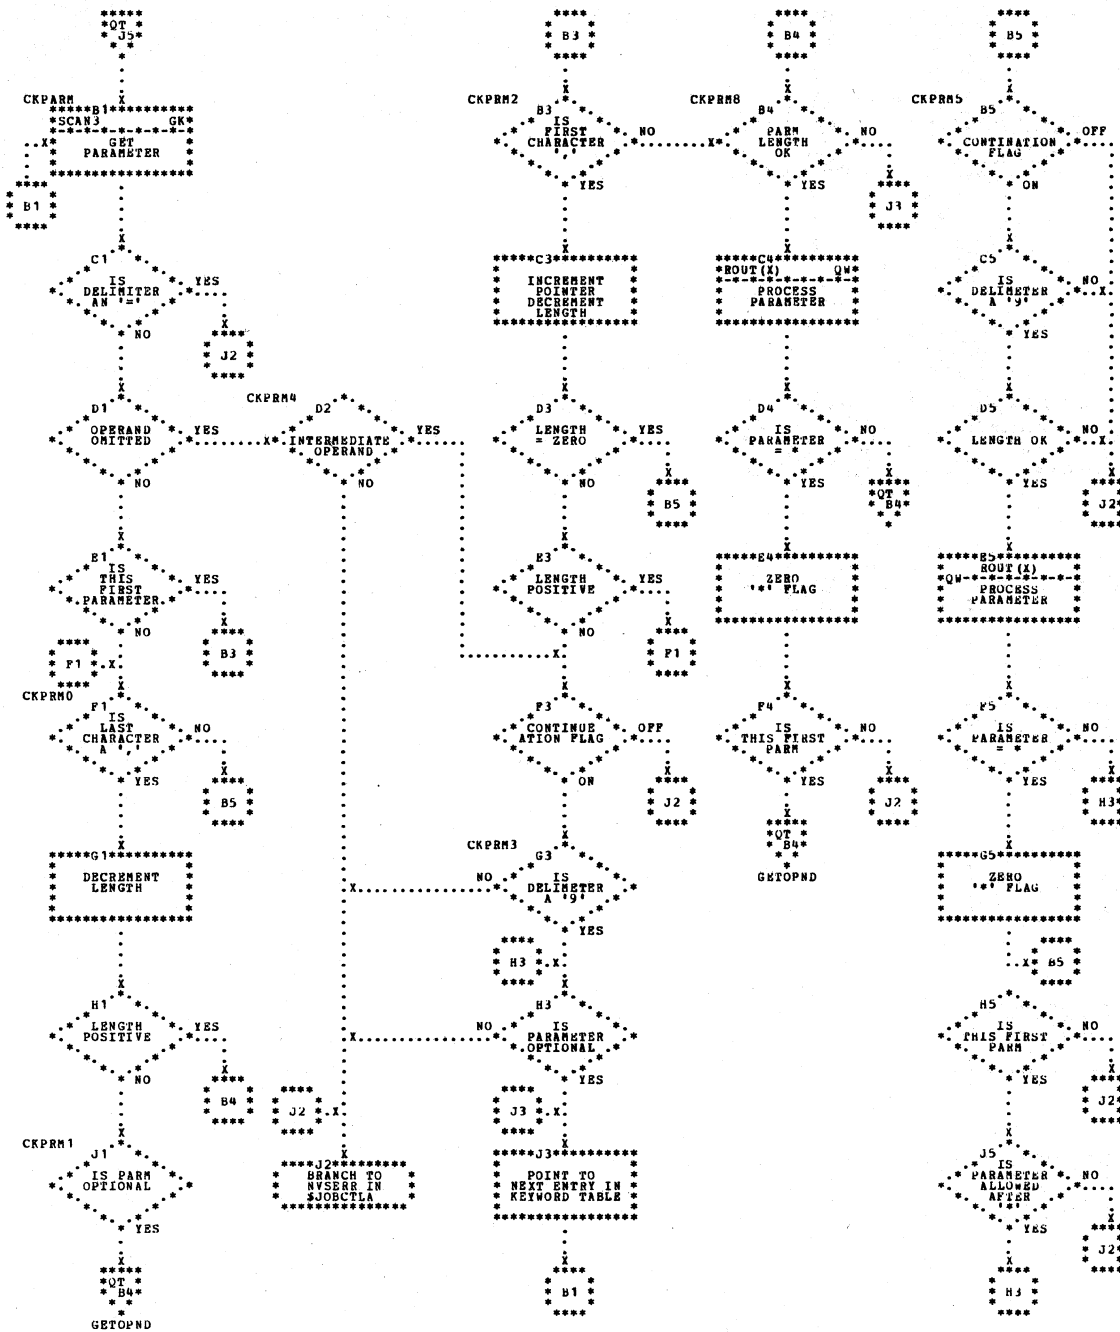 QT
J5
CKPARM
B1
SCAN3 GK
GET
PARAMETER
B1
C1
IS
DELIMITER
AN '='
YES
NO
J2
D1
OPERAND
OMITTED
YES
NO
E1
IS
THIS
FIRST
PARAMETER
YES
NO
B3
F1
CKPRM0
F1
IS
LAST
CHARACTER
A ','
NO
YES
B5
G1
DECREMENT
LENGTH
H1
LENGTH
POSITIVE
YES
NO
B4
CKPRM1
J1
IS PARM
OPTIONAL
YES
QT
B4
GETOPND
CKPRM4
D2
INTERMEDIATE
OPERAND
YES
NO
J2
J2
BRANCH TO
NVSERR IN
$JOBCTLA
B3
CKPRM2
B3
IS
FIRST
CHARACTER
','
NO
YES
C3
INCREMENT
POINTER
DECREMENT
LENGTH
D3
LENGTH
= ZERO
YES
NO
B5
E3
LENGTH
POSITIVE
YES
NO
F1
F3
CONTINUE
ATION FLAG
OFF
ON
J2
CKPRM3
G3
IS
DELIMETER
A '9'
NO
YES
H3
H3
IS
PARAMETER
OPTIONAL
NO
YES
J3
J3
POINT TO
NEXT ENTRY IN
KEYWORD TABLE
B1
B4
CKPRM8
B4
PARM
LENGTH
OK
NO
YES
J3
C4
ROUT(X) QW
PROCESS
PARAMETER
D4
IS
PARAMETER
= *
NO
YES
QT
B4
E4
ZERO
'*' FLAG
F4
IS
THIS FIRST
PARM
NO
YES
J2
QT
B4
GETOPND
B5
CKPRM5
B5
CONTINATION
FLAG
OFF
ON
C5
IS
DELIMETER
A '9'
NO
YES
D5
LENGTH OK
NO
YES
J2
E5
ROUT(X)
QW
PROCESS
PARAMETER
F5
IS
PARAMETER
= *
NO
YES
H3
G5
ZERO
'*' FLAG
B5
H5
IS
THIS FIRST
PARM
NO
YES
J2
J5
IS
PARAMETER
ALLOWED
AFTER
'*'
NO
YES
J2
H3